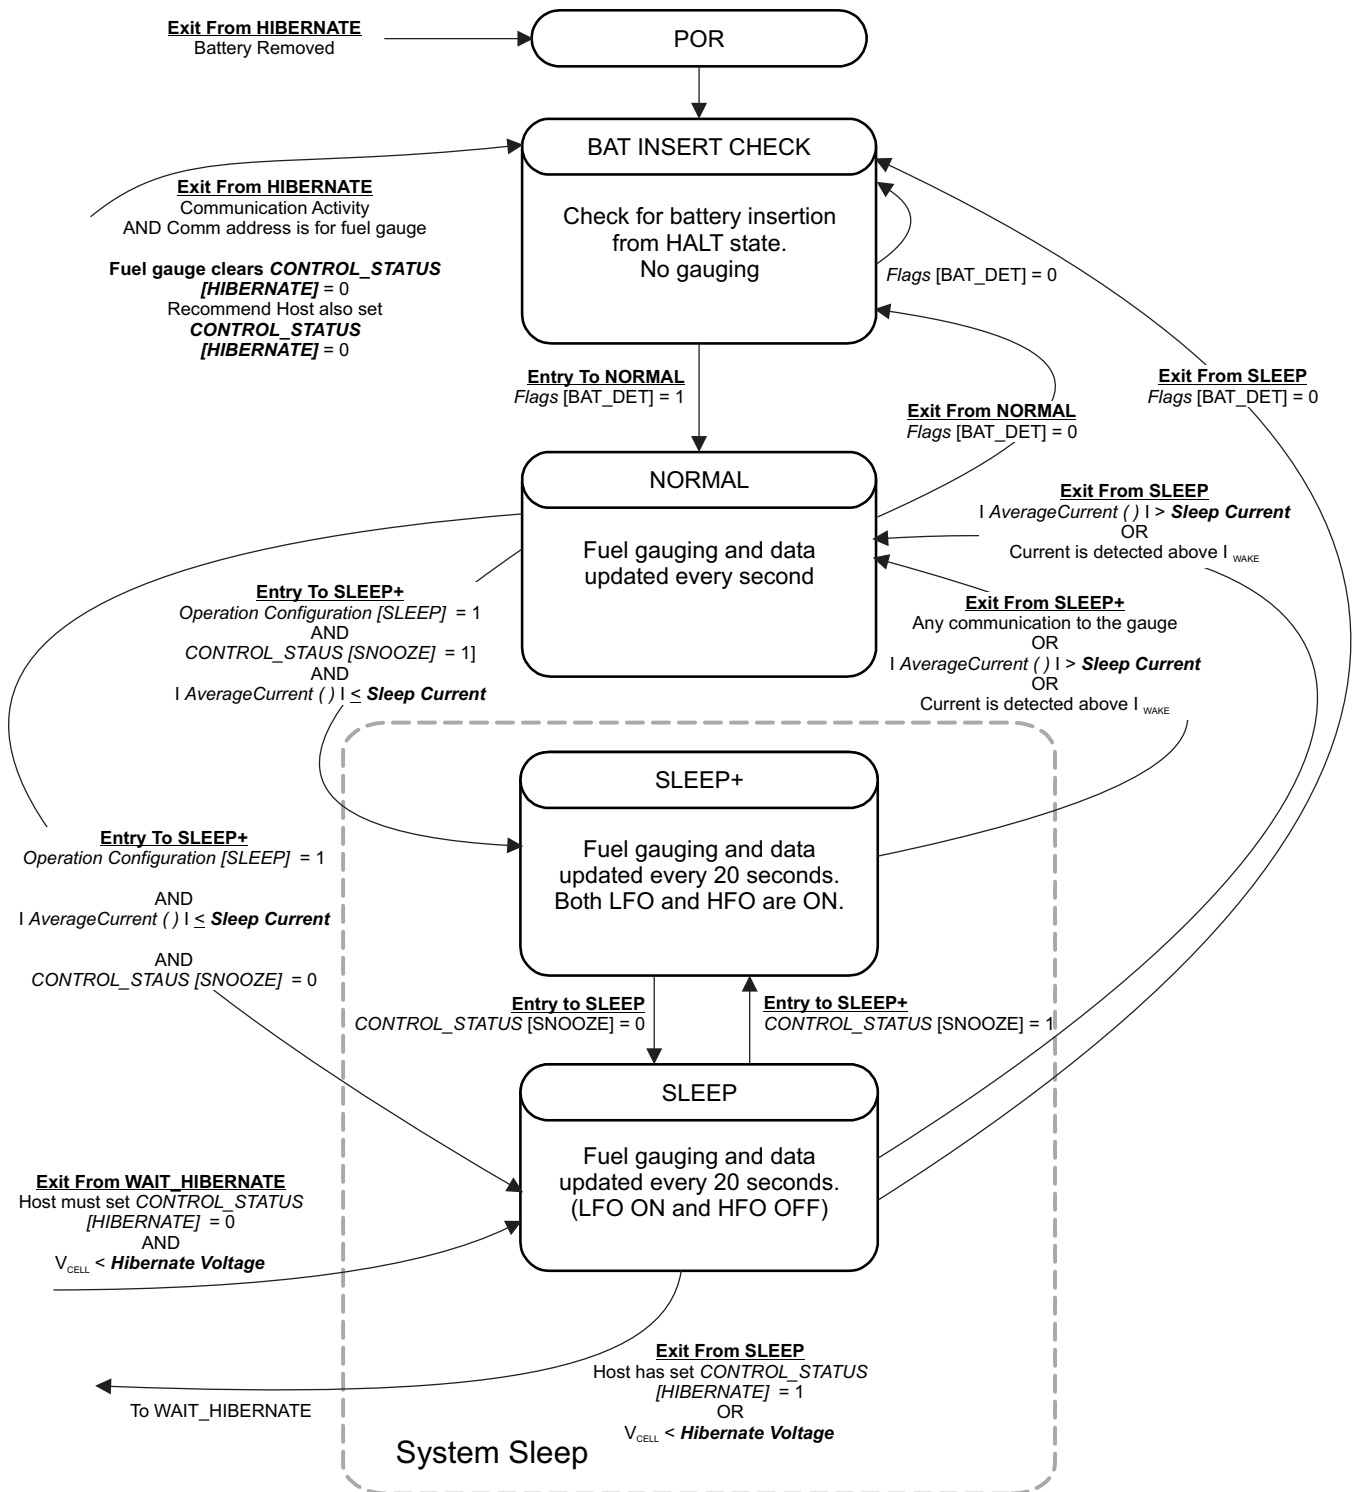 Exit From HIBERNATE
Battery Removed
POR
BAT INSERT CHECK
Check for battery insertion
from HALT state.
No gauging
Exit From HIBERNATE
Communication Activity
AND Comm address is for fuel gauge
Fuel gauge clears CONTROL_STATUS
[HIBERNATE] = 0
Recommend Host also set
CONTROL_STATUS
[HIBERNATE] = 0
Flags [BAT_DET] = 0
Entry To NORMAL
Flags [BAT_DET] = 1
Exit From NORMAL
Flags [BAT_DET] = 0
Exit From SLEEP
Flags [BAT_DET] = 0
NORMAL
Fuel gauging and data
updated every second
Exit From SLEEP
I AverageCurrent ( ) I > Sleep Current
OR
Current is detected above I WAKE
Entry To SLEEP+
Operation Configuration [SLEEP] = 1
AND
CONTROL_STAUS [SNOOZE] = 1]
AND
I AverageCurrent ( ) I ≤ Sleep Current
Exit From SLEEP+
Any communication to the gauge
OR
I AverageCurrent ( ) I > Sleep Current
OR
Current is detected above I WAKE
SLEEP+
Fuel gauging and data
updated every 20 seconds.
Both LFO and HFO are ON.
Entry To SLEEP+
Operation Configuration [SLEEP] = 1
AND
I AverageCurrent ( ) I ≤ Sleep Current
AND
CONTROL_STAUS [SNOOZE] = 0
Entry to SLEEP
CONTROL_STATUS [SNOOZE] = 0
Entry to SLEEP+
CONTROL_STATUS [SNOOZE] = 1
SLEEP
Fuel gauging and data
updated every 20 seconds.
(LFO ON and HFO OFF)
Exit From WAIT_HIBERNATE
Host must set CONTROL_STATUS
[HIBERNATE] = 0
AND
VCELL < Hibernate Voltage
Exit From SLEEP
Host has set CONTROL_STATUS
[HIBERNATE] = 1
OR
VCELL < Hibernate Voltage
To WAIT_HIBERNATE
System Sleep